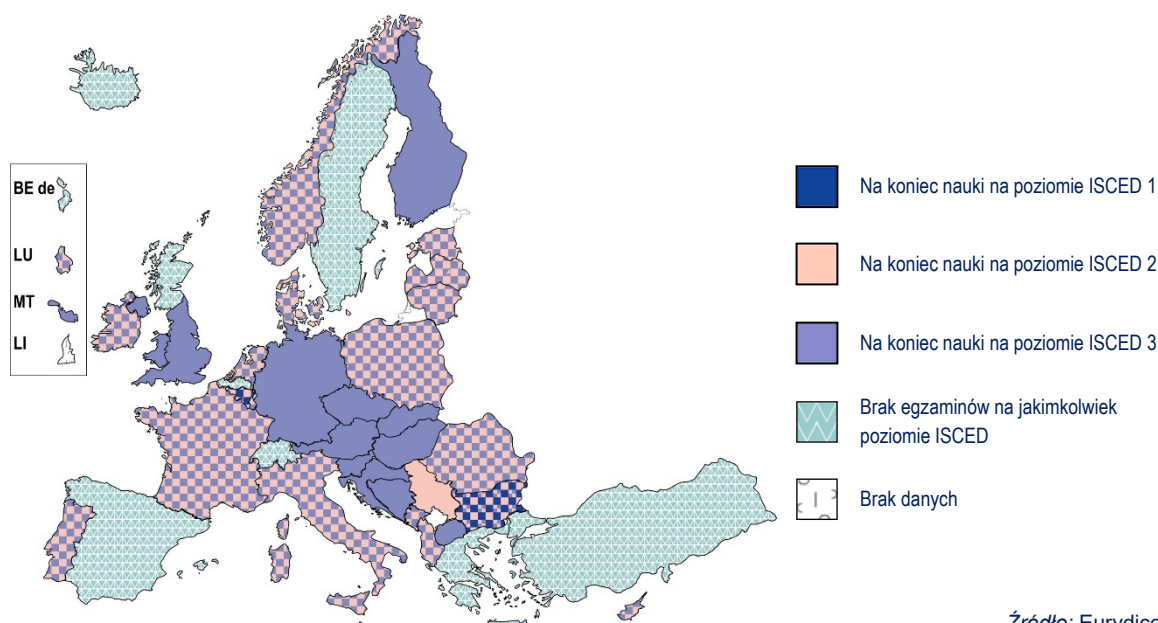 BE de
LU
MT
LI
Na koniec nauki na poziomie ISCED 1
Na koniec nauki na poziomie ISCED 2
Na koniec nauki na poziomie ISCED 3
Brak egzaminów na jakimkolwiek
poziomie ISCED
Brak danych
Źródło: Eurydice